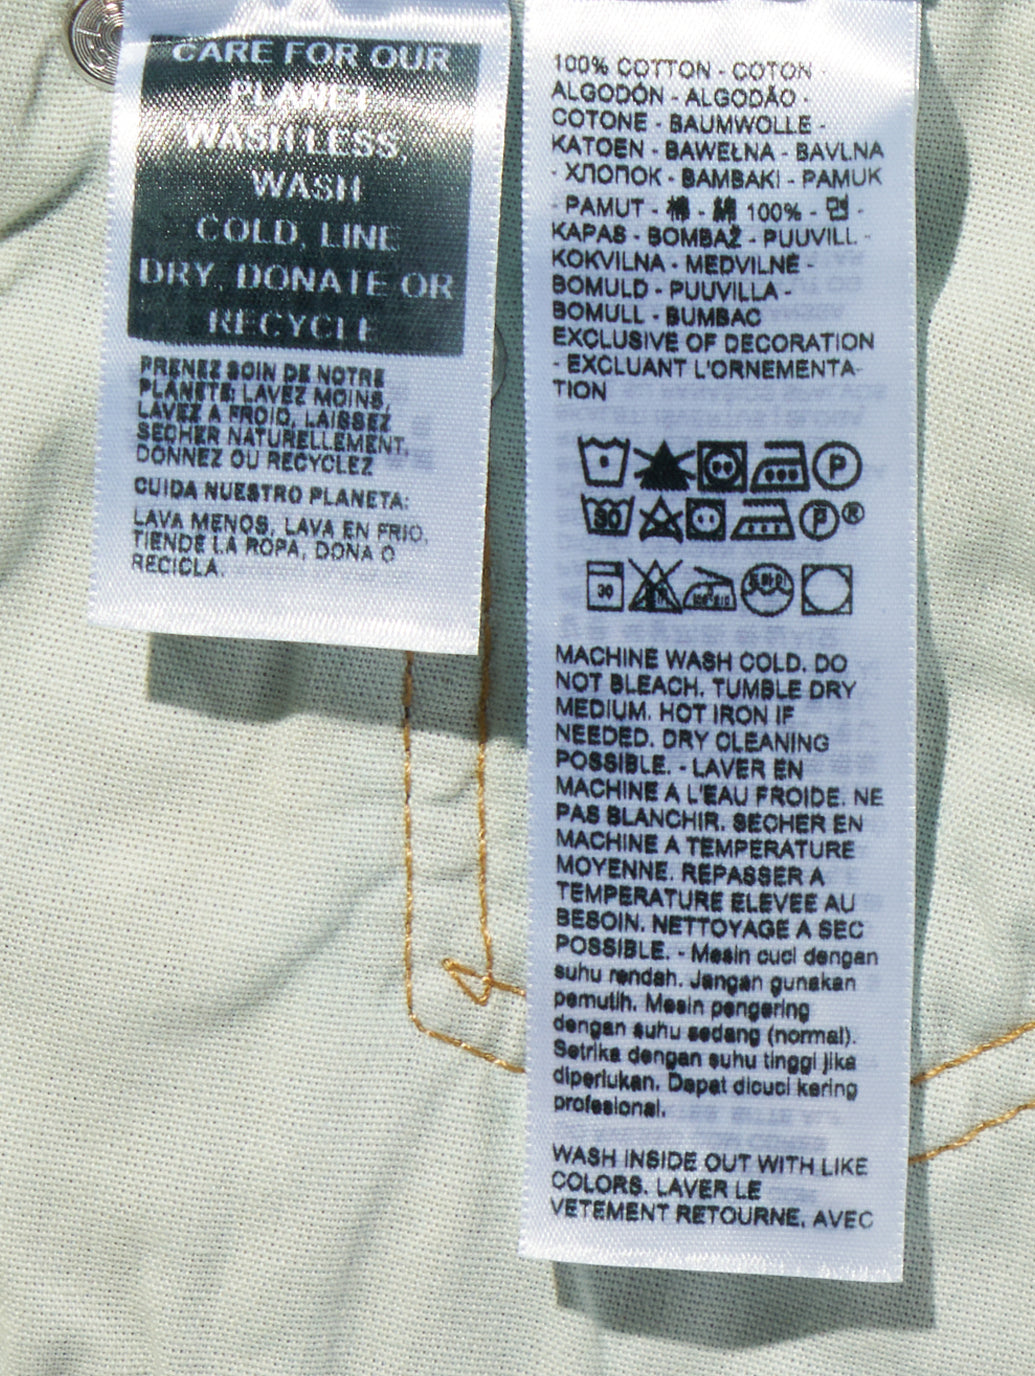 CARE FOR OUR
PLANET
WASH LESS,
WASH
COLD, LINE
DRY, DONATE OR
RECYCLE
PRENEZ SOIN DE NOTRE
PLANETE: LAVEZ MOINS,
LAVEZ A FROID, LAISSEZ
SECHER NATURELLEMENT,
DONNEZ OU RECYCLEZ
CUIDA NUESTRO PLANETA:
LAVA MENOS, LAVA EN FRIO,
TIENDE LA ROPA, DONA O
RECICLA.
100% COTTON - COTON -
ALGODÓN - ALGODÃO -
COTONE - BAUMWOLLE -
KATOEN - BAWEŁNA - BAVLNA
- ХЛОПОК - BAMBAKI - PAMUK
- PAMUT - 棉 - 綿 100% - 면 -
KAPAS - BOMBAŽ - PUUVILL -
KOKVILNA - MEDVILNĖ -
BOMULD - PUUVILLA -
BOMULL - BUMBAC
EXCLUSIVE OF DECORATION
- EXCLUANT L'ORNEMENTA-
TION
P
30 P ®
30
MACHINE WASH COLD. DO
NOT BLEACH. TUMBLE DRY
MEDIUM. HOT IRON IF
NEEDED. DRY CLEANING
POSSIBLE. - LAVER EN
MACHINE A L'EAU FROIDE. NE
PAS BLANCHIR. SECHER EN
MACHINE A TEMPERATURE
MOYENNE. REPASSER A
TEMPERATURE ELEVEE AU
BESOIN. NETTOYAGE A SEC
POSSIBLE. - Mesin cuci dengan
suhu rendah. Jangan gunakan
pemutih. Mesin pengering
dengan suhu sedang (normal).
Setrika dengan suhu tinggi jika
diperlukan. Dapat dicuci kering
profesional.
WASH INSIDE OUT WITH LIKE
COLORS. LAVER LE
VETEMENT RETOURNE, AVEC